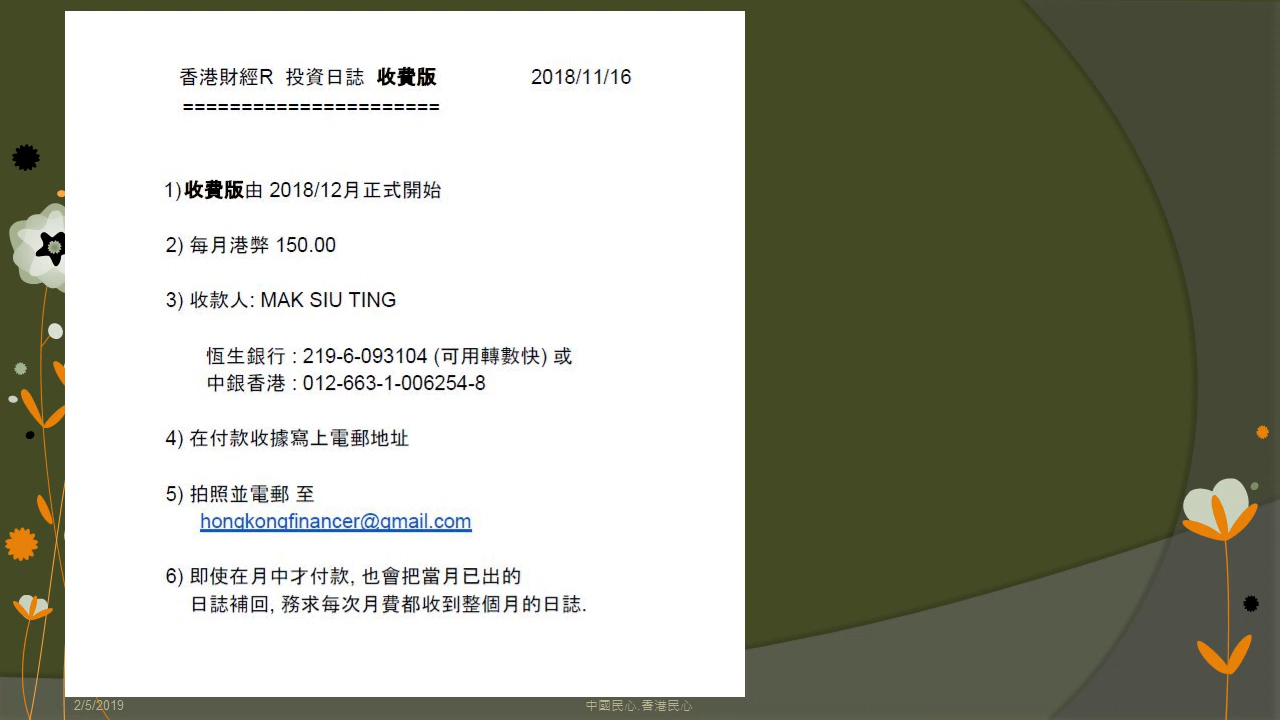 香港財經R 投資日誌 收費版 2018/11/16
======================
1)收費版由 2018/12月正式開始
2) 每月港弊 150.00
3) 收款人: MAK SIU TING
恆生銀行 : 219-6-093104 (可用轉數快) 或
中銀香港 : 012-663-1-006254-8
4) 在付款收據寫上電郵地址
5) 拍照並電郵 至
hongkongfinancer@gmail.com
6) 即使在月中才付款, 也會把當月已出的
日誌補回, 務求每次月費都收到整個月的日誌.
2/5/2019 中國民心.香港民心